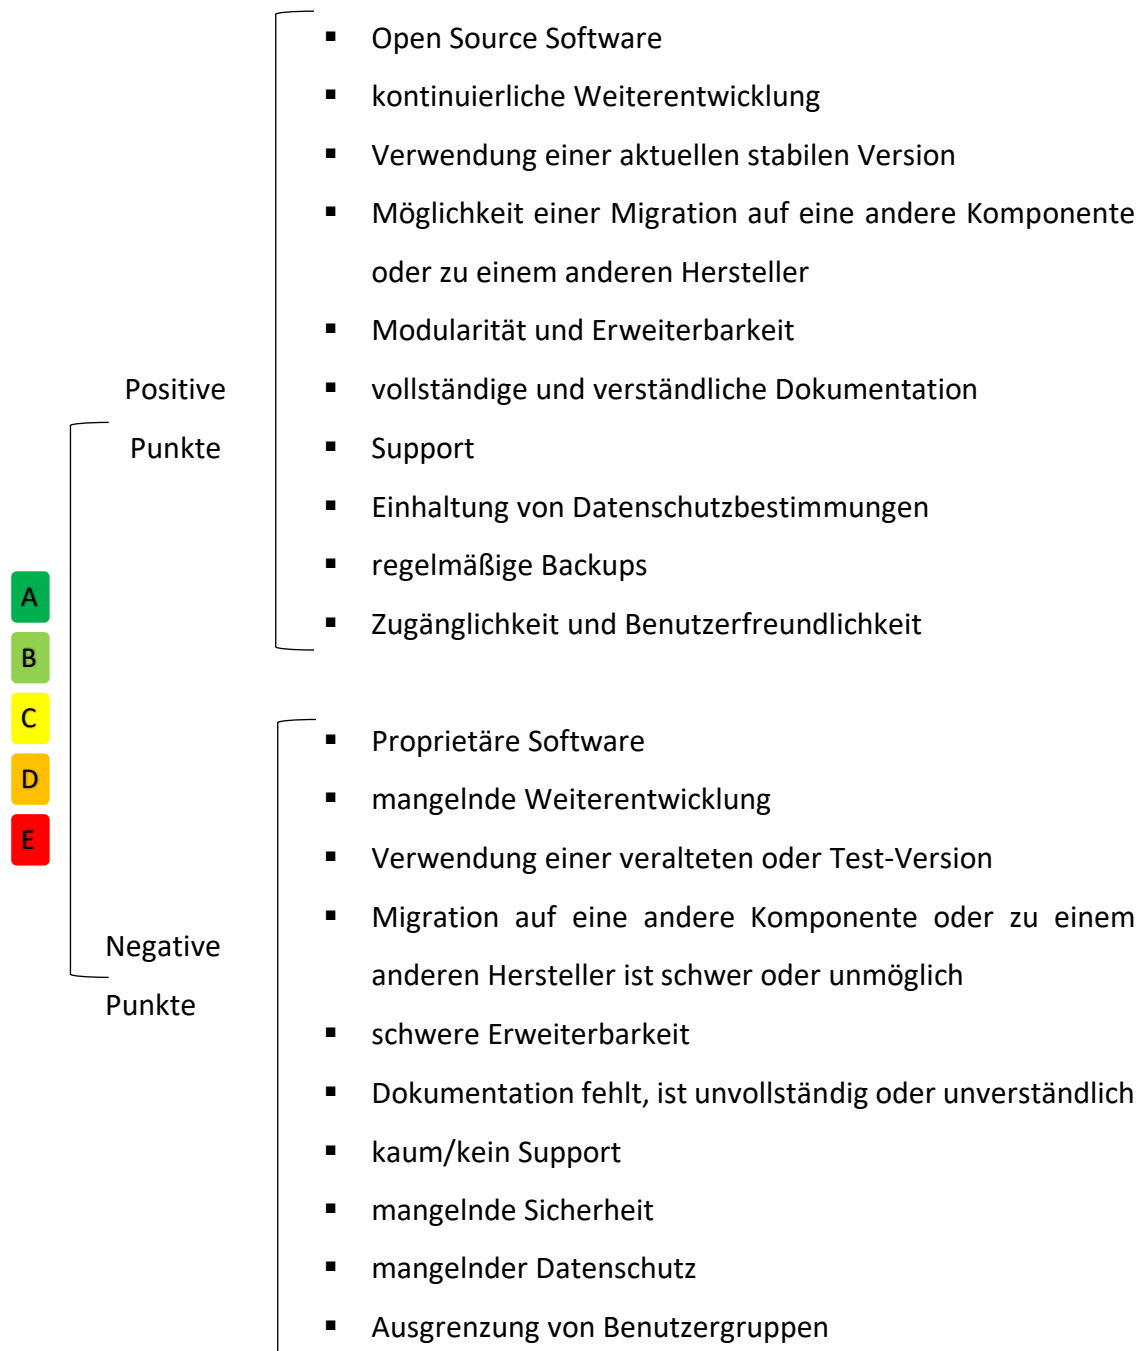 ▪ Open Source Software
▪ kontinuierliche Weiterentwicklung
▪ Verwendung einer aktuellen stabilen Version
▪ Möglichkeit einer Migration auf eine andere Komponente
oder zu einem anderen Hersteller
▪ Modularität und Erweiterbarkeit
Positive
▪ vollständige und verständliche Dokumentation
Punkte
▪ Support
▪ Einhaltung von Datenschutzbestimmungen
▪ regelmäßige Backups
▪ Zugänglichkeit und Benutzerfreundlichkeit
A
B
C
D
E
▪ Proprietäre Software
▪ mangelnde Weiterentwicklung
▪ Verwendung einer veralteten oder Test-Version
▪ Migration auf eine andere Komponente oder zu einem
Negative
anderen Hersteller ist schwer oder unmöglich
Punkte
▪ schwere Erweiterbarkeit
▪ Dokumentation fehlt, ist unvollständig oder unverständlich
▪ kaum/kein Support
▪ mangelnde Sicherheit
▪ mangelnder Datenschutz
▪ Ausgrenzung von Benutzergruppen